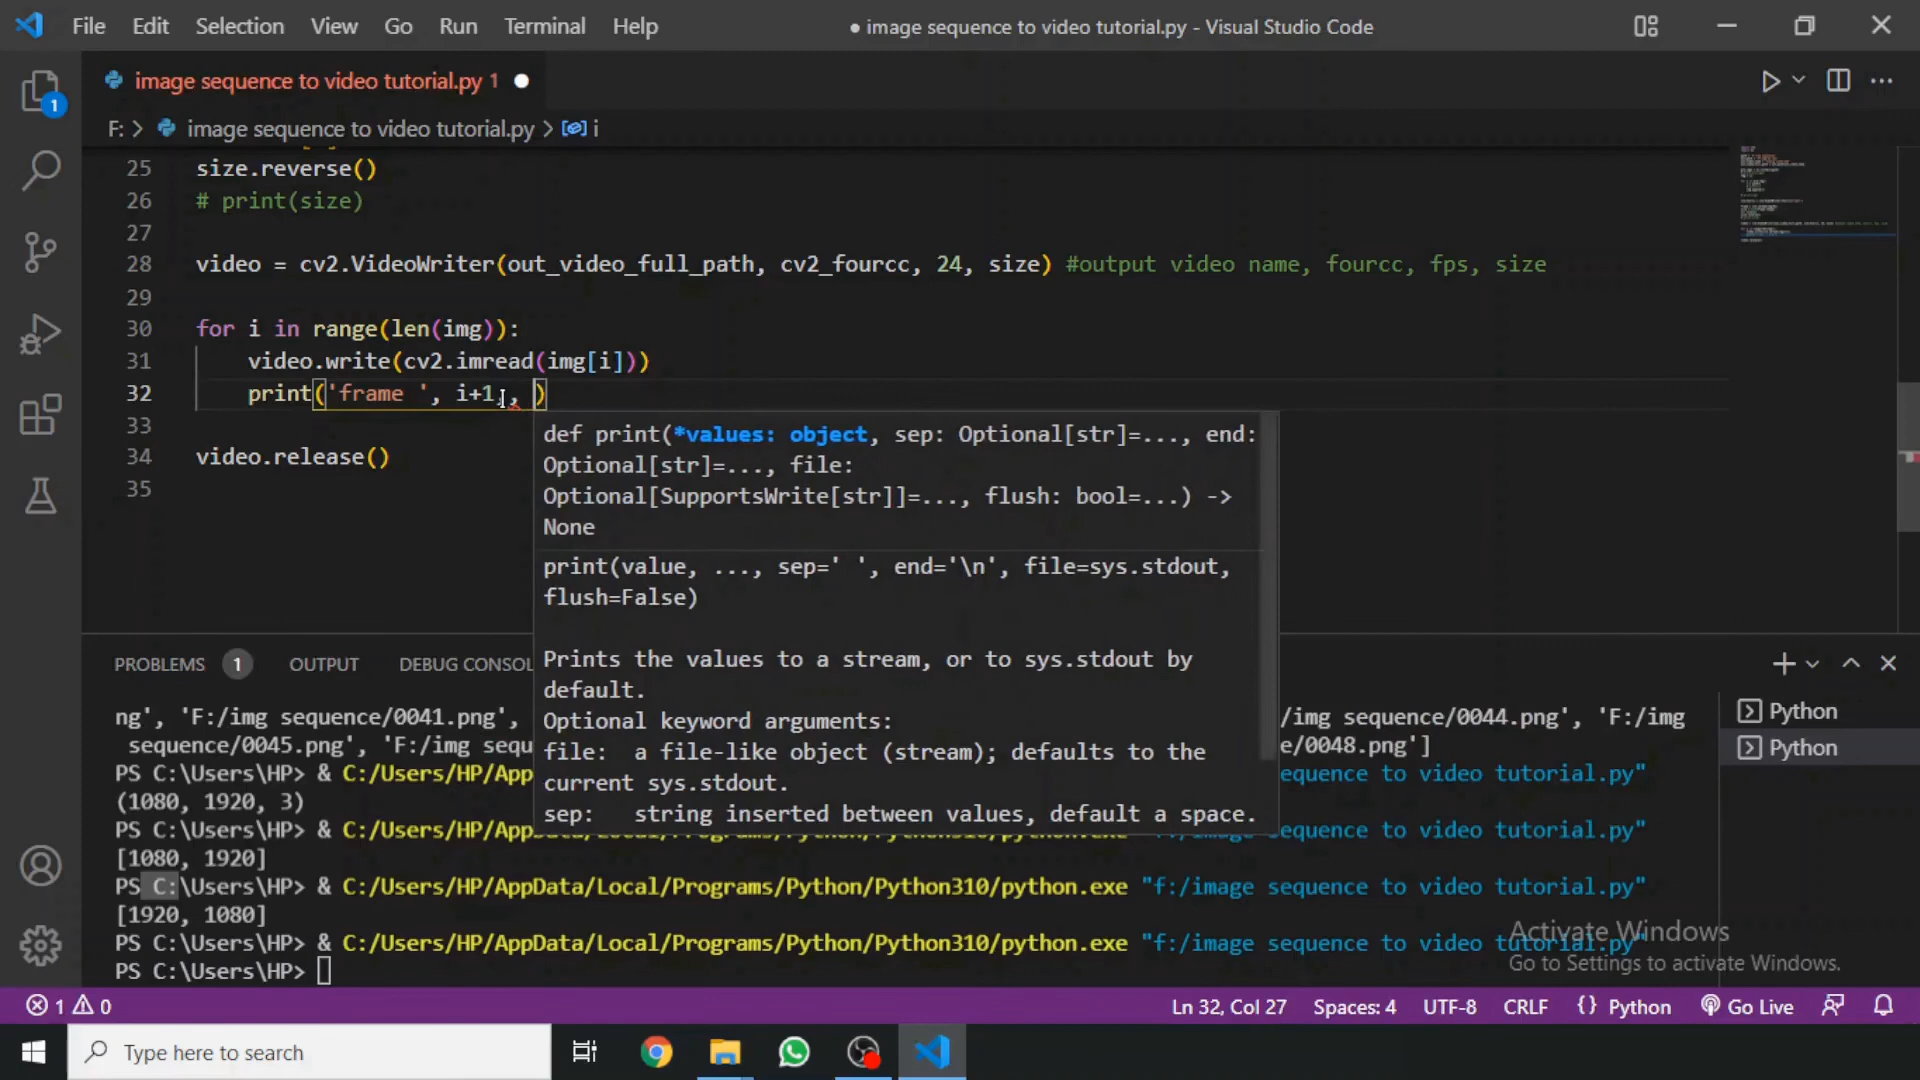 File Edit Selection View Go Run Terminal Help ● image sequence to video tutorial.py - Visual Studio Code
image sequence to video tutorial.py 1
F: > image sequence to video tutorial.py > i
25 size.reverse()
26 # print(size)
27
28 video = cv2.VideoWriter(out_video_full_path, cv2_fourcc, 24, size) #output video name, fourcc, fps, size
29
30 for i in range(len(img)):
31 video.write(cv2.imread(img[i]))
32 print('frame ', i+1,, )
33
34 video.release()
35
def print(*values: object, sep: Optional[str]=..., end:
Optional[str]=..., file:
Optional[SupportsWrite[str]]=..., flush: bool=...) ->
None
print(value, ..., sep=' ', end='\n', file=sys.stdout,
flush=False)
Prints the values to a stream, or to sys.stdout by
default.
Optional keyword arguments:
file: a file-like object (stream); defaults to the
current sys.stdout.
sep: string inserted between values, default a space.
PROBLEMS 1 OUTPUT DEBUG CONSOL
ng', 'F:/img sequence/0041.png', /img sequence/0044.png', 'F:/img
sequence/0045.png', 'F:/img sequ e/0048.png']
PS C:\Users\HP> & C:/Users/HP/App equence to video tutorial.py"
(1080, 1920, 3)
PS C:\Users\HP> & C:/Users/HP/AppData/Local/Programs/Python/Python310/python.exe "f:/image sequence to video tutorial.py"
[1080, 1920]
PS C:\Users\HP> & C:/Users/HP/AppData/Local/Programs/Python/Python310/python.exe "f:/image sequence to video tutorial.py"
[1920, 1080]
PS C:\Users\HP> & C:/Users/HP/AppData/Local/Programs/Python/Python310/python.exe "f:/image sequence to video tutorial.py"
PS C:\Users\HP>
Python
Python
Activate Windows
Go to Settings to activate Windows.
1 0 Ln 32, Col 27 Spaces: 4 UTF-8 CRLF {} Python Go Live
Type here to search